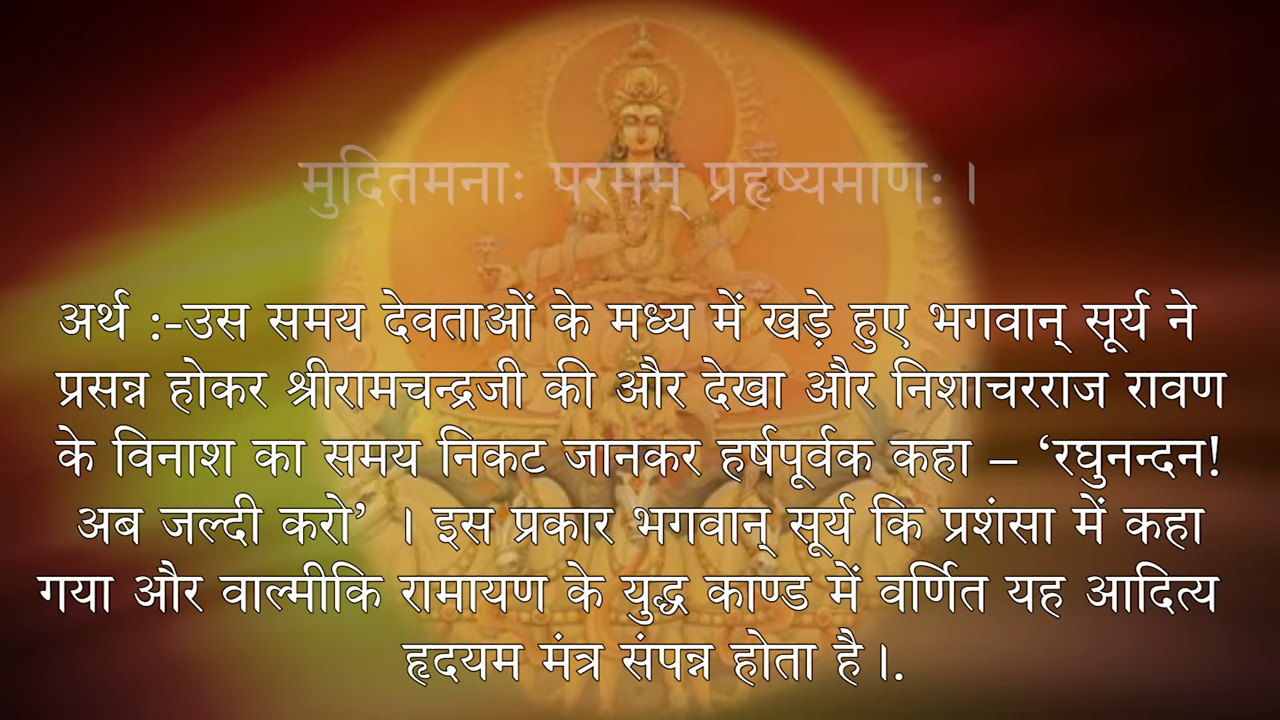 मुदितमनाः परमम् प्रहृष्यमाण:।
अर्थ :-उस समय देवताओं के मध्य में खड़े हुए भगवान् सूर्य ने
प्रसन्न होकर श्रीरामचन्द्रजी की और देखा और निशाचरराज रावण
के विनाश का समय निकट जानकर हर्षपूर्वक कहा – ‘रघुनन्दन!
अब जल्दी करो’ । इस प्रकार भगवान् सूर्य कि प्रशंसा में कहा
गया और वाल्मीकि रामायण के युद्ध काण्ड में वर्णित यह आदित्य
हृदयम मंत्र संपन्न होता है।.